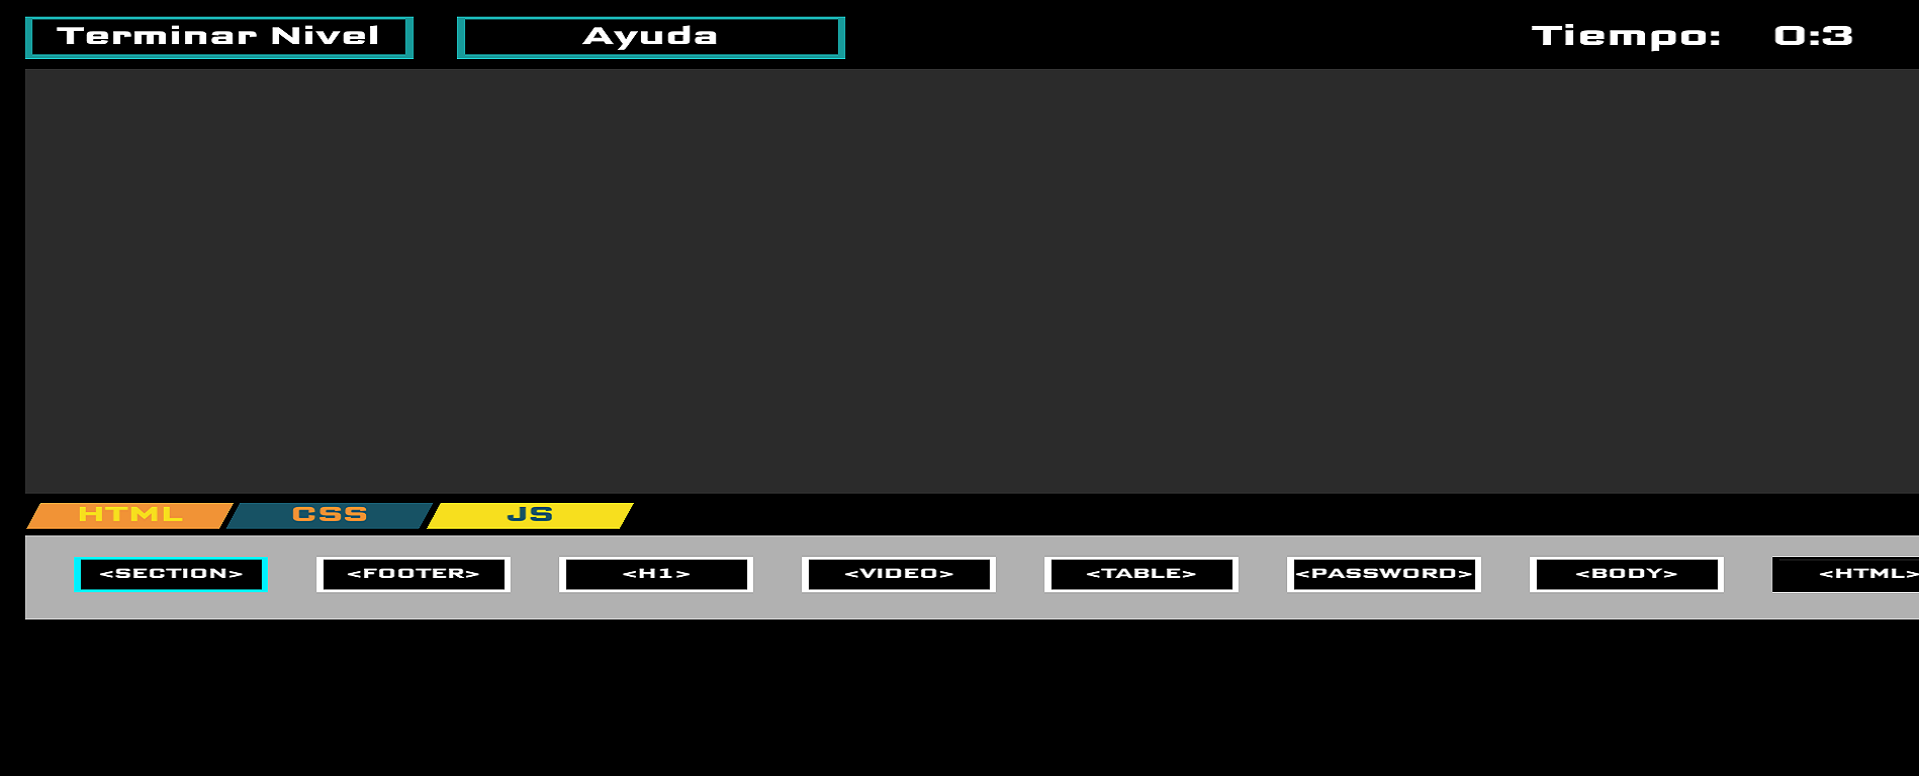 Terminar Nivel Ayuda Tiempo: 0:3
HTML CSS JS
<SECTION> <FOOTER> <H1> <VIDEO> <TABLE> <PASSWORD> <BODY> <HTML>